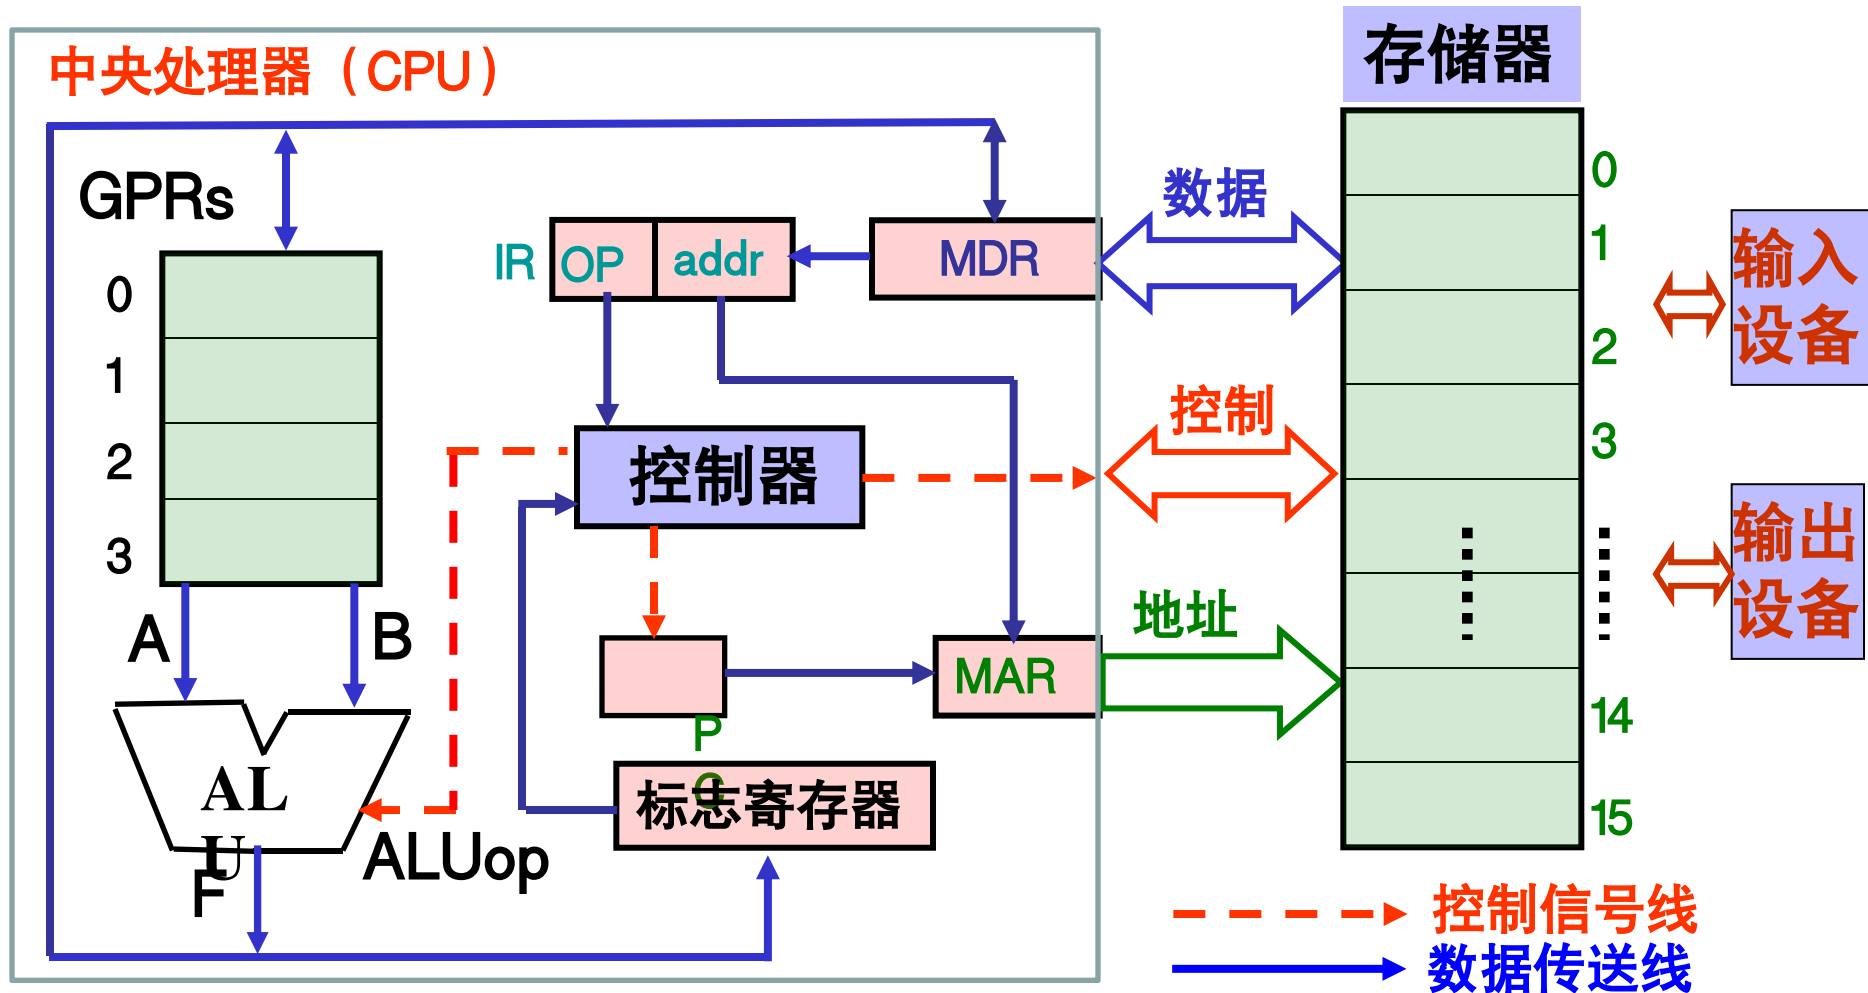 中央处理器（CPU）
存储器
GPRs
IR
OP
addr
MDR
数据
0
1
2
3
控制器
控制
A
B
AL
U
F
ALUop
P
C
MAR
地址
标志寄存器
0
1
2
3
14
15
输入
设备
输出
设备
控制信号线
数据传送线